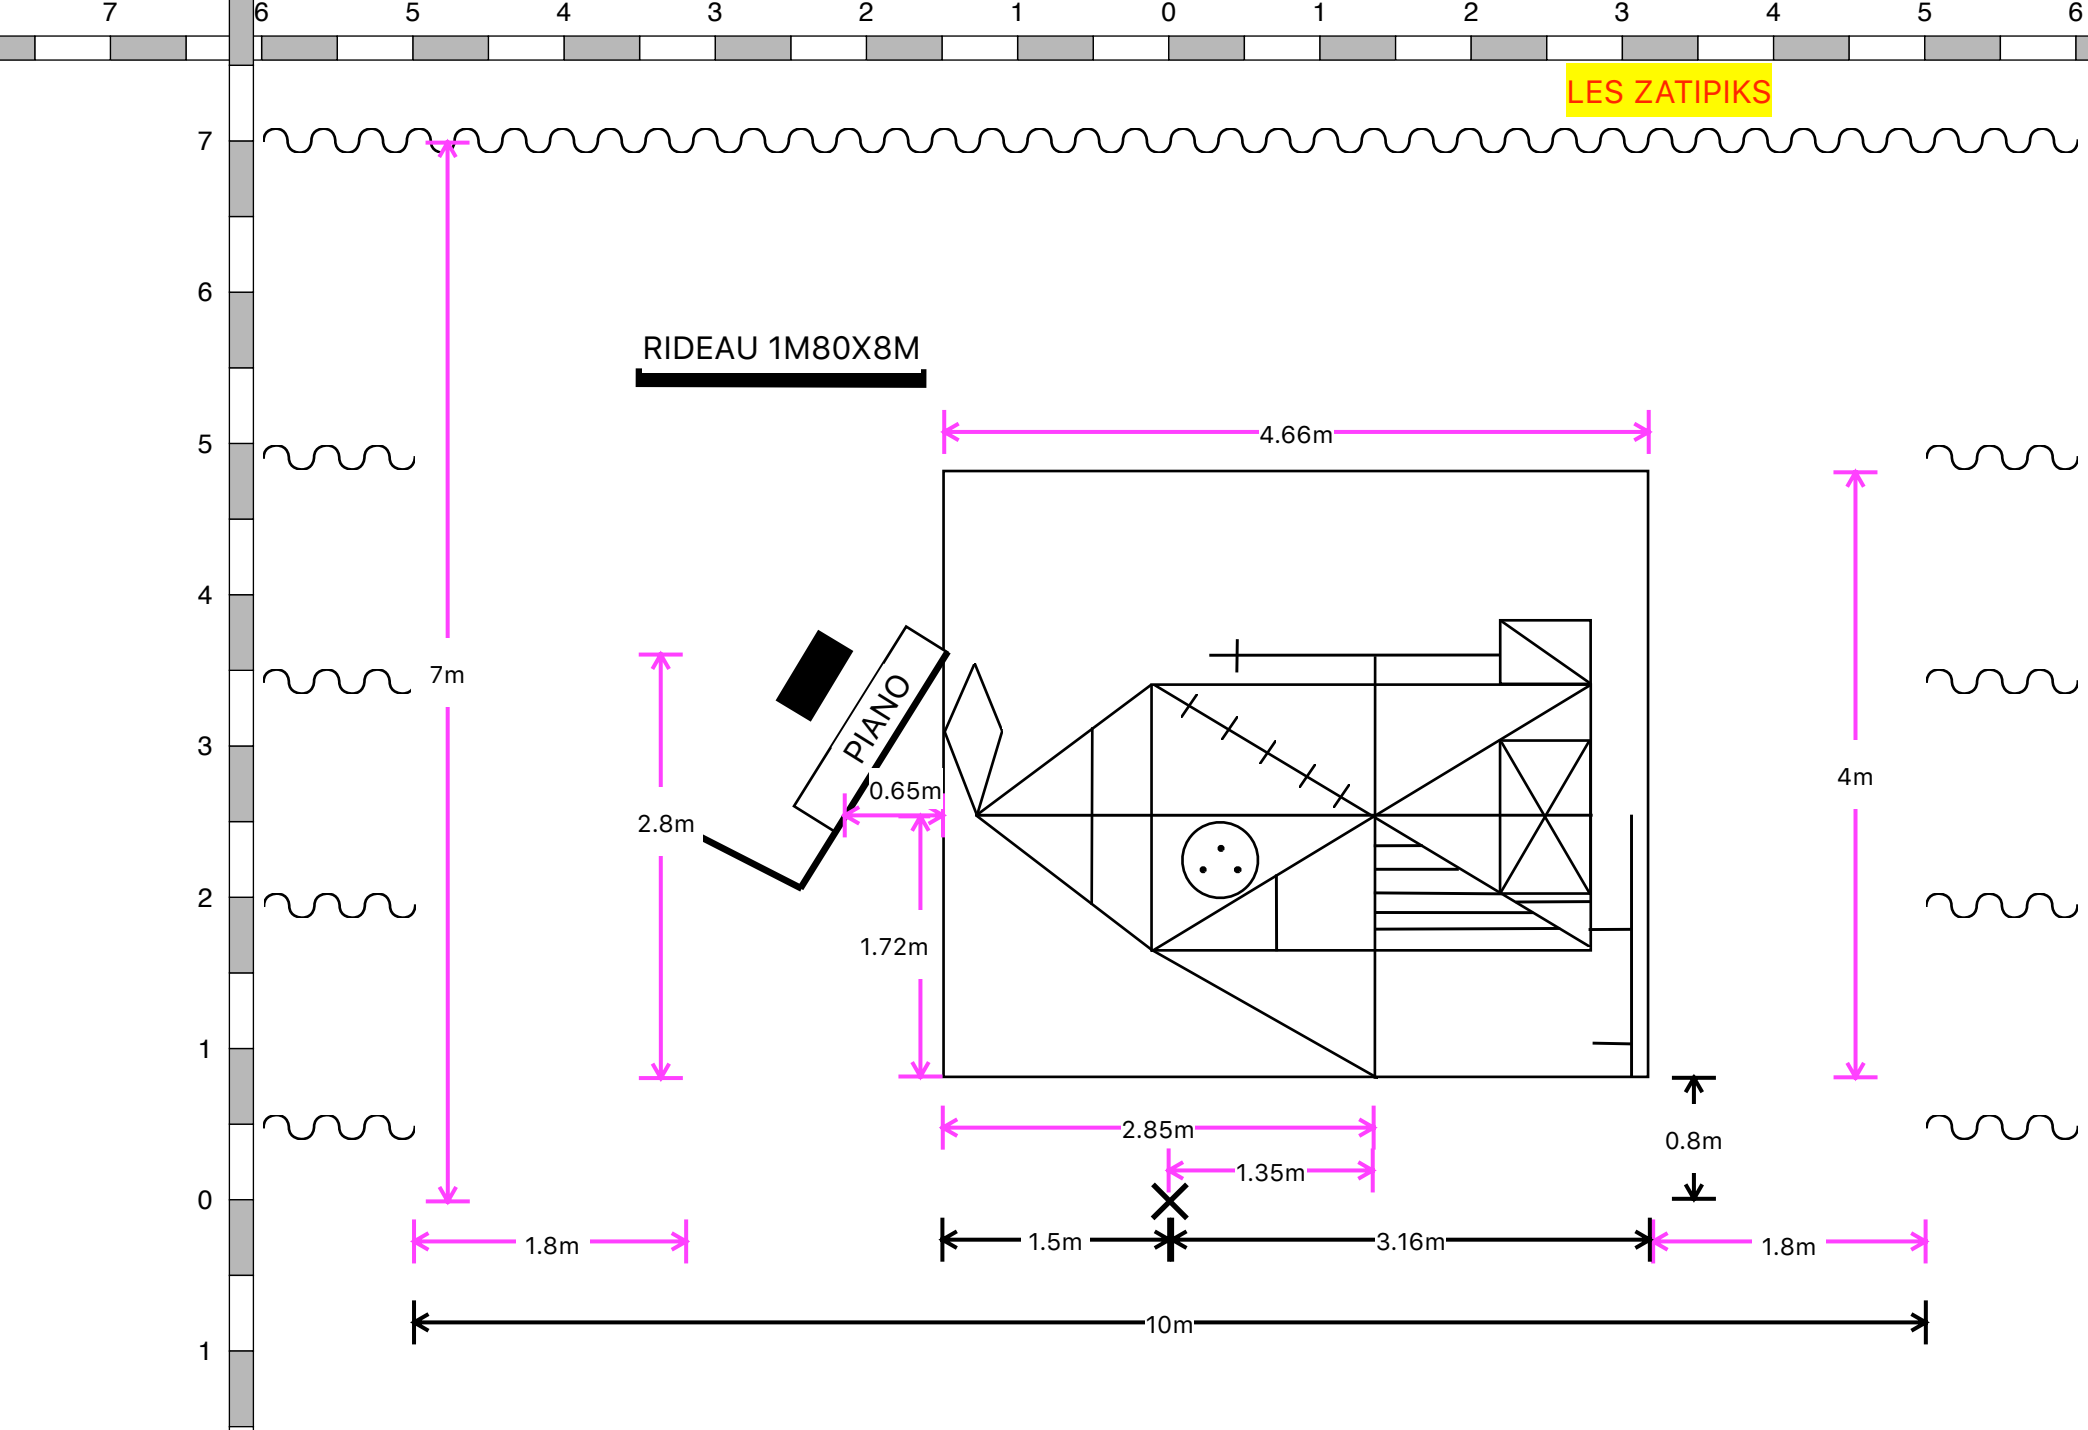 7 6 5 4 3 2 1 0 1 2 3 4 5 6
LES ZATIPIKS
7
6
RIDEAU 1M80X8M
5
4.66m
4
7m
PIANO
3
0.65m
4m
2.8m
2
1.72m
1
2.85m
0.8m
1.35m
0
1.8m
1.5m
3.16m
1.8m
10m
1